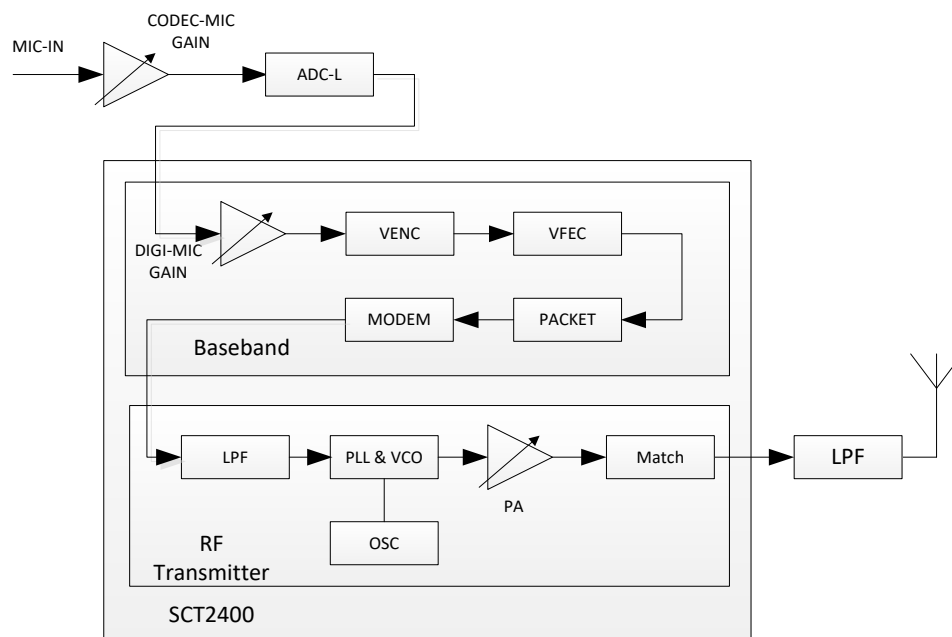 CODEC-MIC
GAIN
MIC-IN
ADC-L
VENC
VFEC
DIGI-MIC
GAIN
MODEM
PACKET
Baseband
LPF
PLL & VCO
Match
LPF
PA
OSC
RF
Transmitter
SCT2400